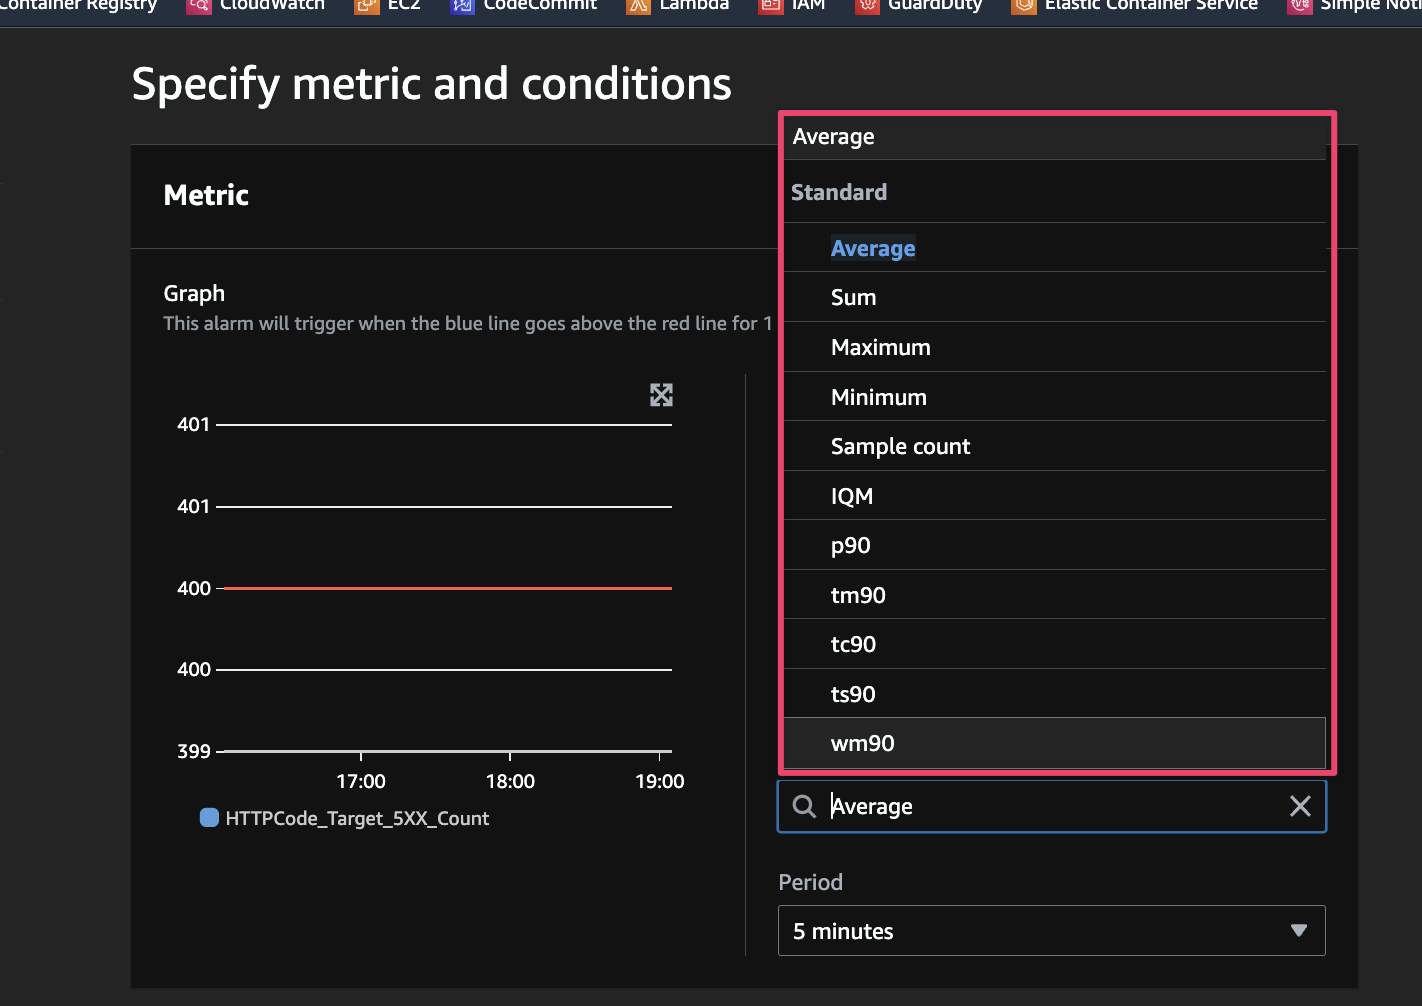 Container Registry CloudWatch EC2 CodeCommit Lambda IAM GuardDuty Elastic Container Service Simple Noti
Specify metric and conditions
Metric
Graph
This alarm will trigger when the blue line goes above the red line for 1
401
401
400
400
399
17:00 18:00 19:00
HTTPCode_Target_5XX_Count
Average
Standard
Average
Sum
Maximum
Minimum
Sample count
IQM
p90
tm90
tc90
ts90
wm90
Average
Period
5 minutes